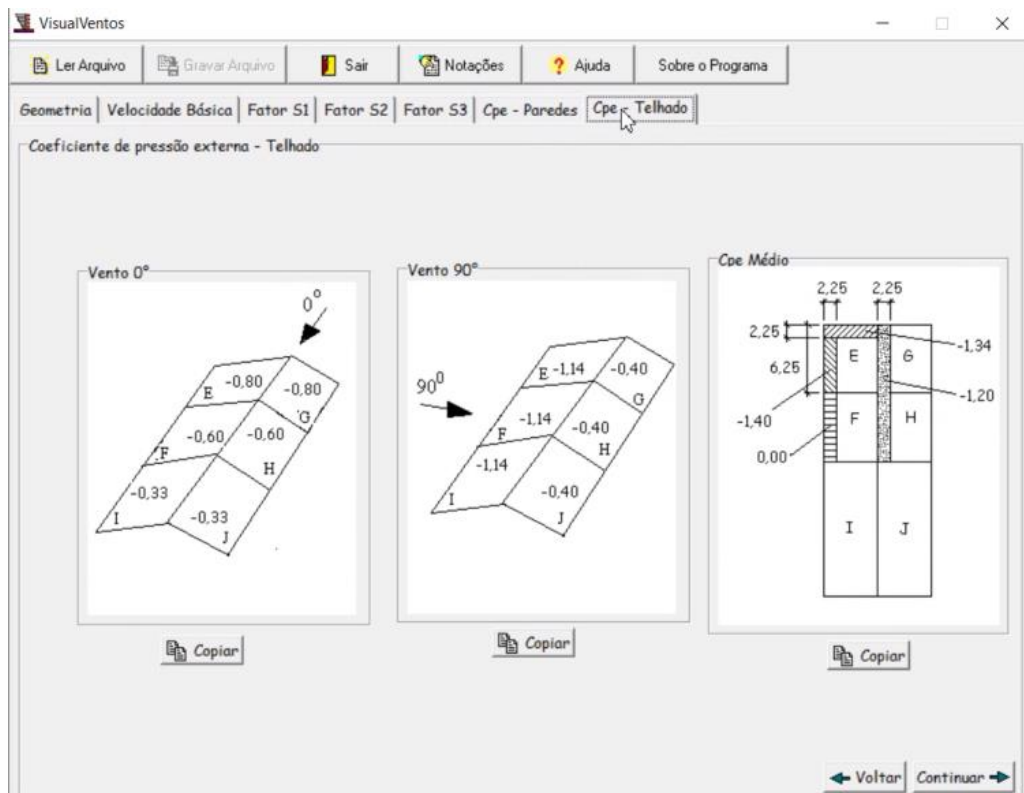 VisualVentos
Ler Arquivo Gravar Arquivo Sair Notações Ajuda Sobre o Programa
Geometria Velocidade Básica Fator S1 Fator S2 Fator S3 Cpe - Paredes Cpe - Telhado
Coeficiente de pressão externa - Telhado
Vento 0°
0°
E -0,80 -0,80
G
F -0,60 -0,60
H
-0,33
I -0,33
J
Copiar
Vento 90°
90°
E -1,14 -0,40
G
F -1,14 -0,40
H
-1,14
I -0,40
J
Copiar
Cpe Médio
2,25 2,25
2,25
6,25
E G
-1,34
-1,20
-1,40
F H
0,00
I J
Copiar
Voltar Continuar